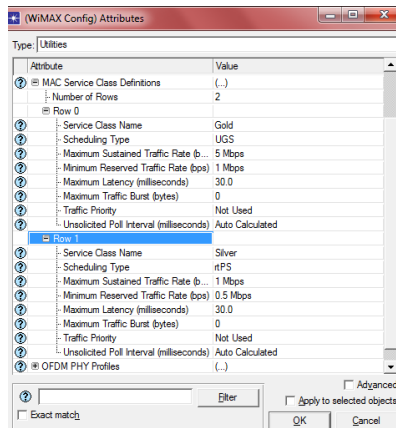 (WiMAX Config) Attributes
Type: Utilities
Attribute Value
MAC Service Class Definitions (...)
Number of Rows 2
Row 0
Service Class Name Gold
Scheduling Type UGS
Maximum Sustained Traffic Rate (b... 5 Mbps
Minimum Reserved Traffic Rate (bps) 1 Mbps
Maximum Latency (milliseconds) 30.0
Maximum Traffic Burst (bytes) 0
Traffic Priority Not Used
Unsolicited Poll Interval (milliseconds) Auto Calculated
Row 1
Service Class Name Silver
Scheduling Type rtPS
Maximum Sustained Traffic Rate (b... 1 Mbps
Minimum Reserved Traffic Rate (bps) 0.5 Mbps
Maximum Latency (milliseconds) 30.0
Maximum Traffic Burst (bytes) 0
Traffic Priority Not Used
Unsolicited Poll Interval (milliseconds) Auto Calculated
OFDM PHY Profiles (...)
Advanced
Filter Apply to selected objects
Exact match
OK Cancel